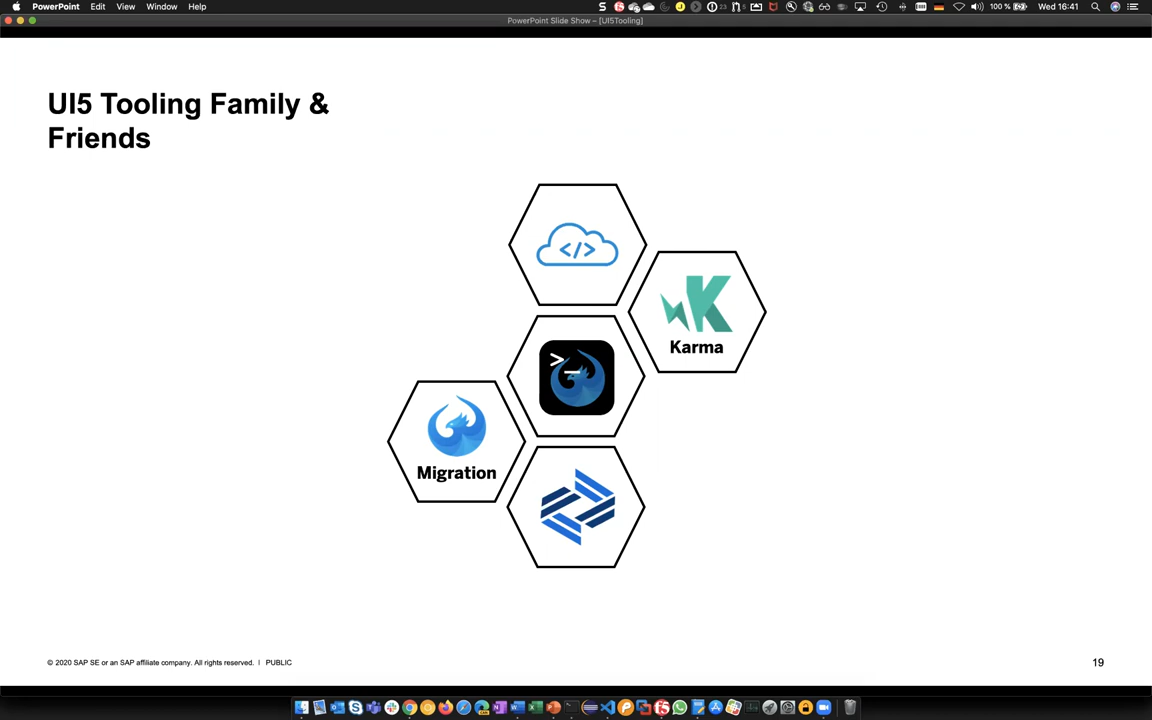 PowerPoint Edit View Window Help
100 % Wed 16:41
PowerPoint Slide Show – [UI5Tooling]
UI5 Tooling Family &
Friends
</>
Karma
>_
Migration
© 2020 SAP SE or an SAP affiliate company. All rights reserved. I PUBLIC
19